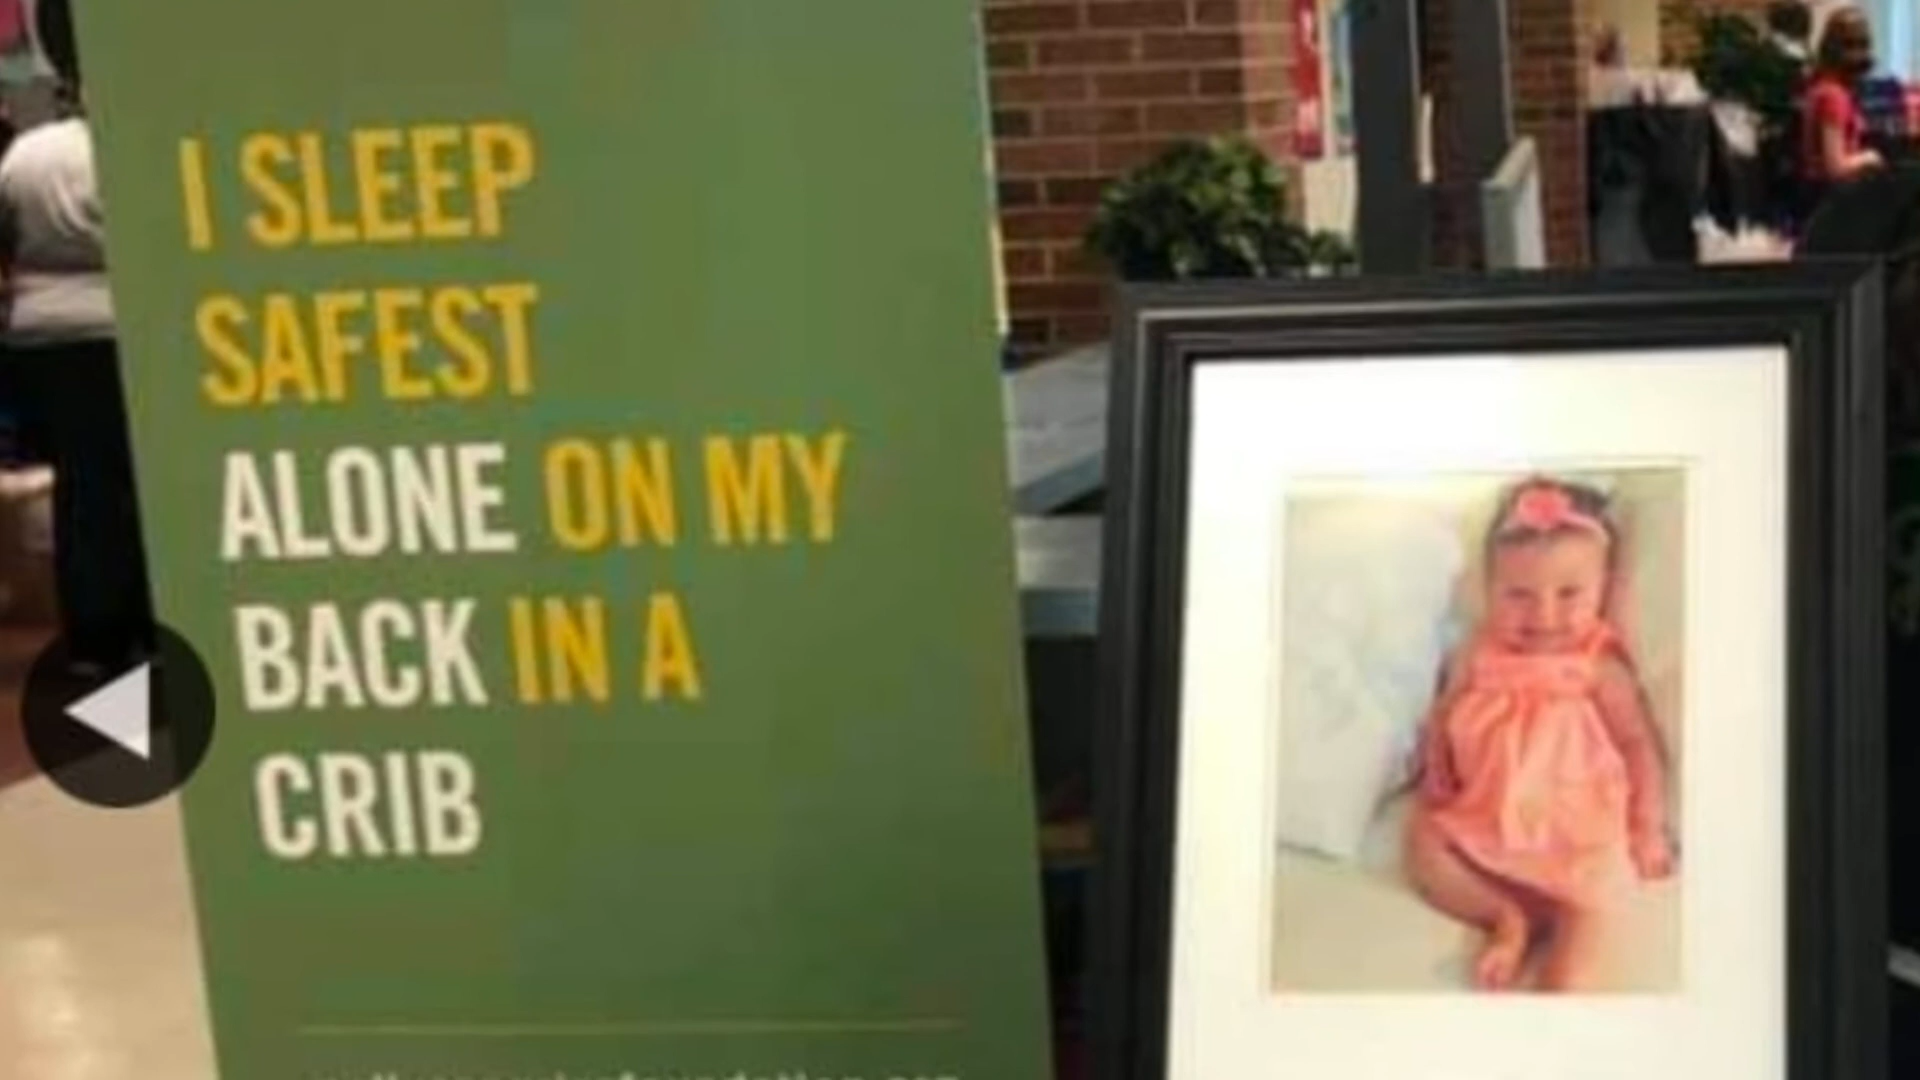 I SLEEP
SAFEST
ALONE ON MY
BACK IN A
CRIB